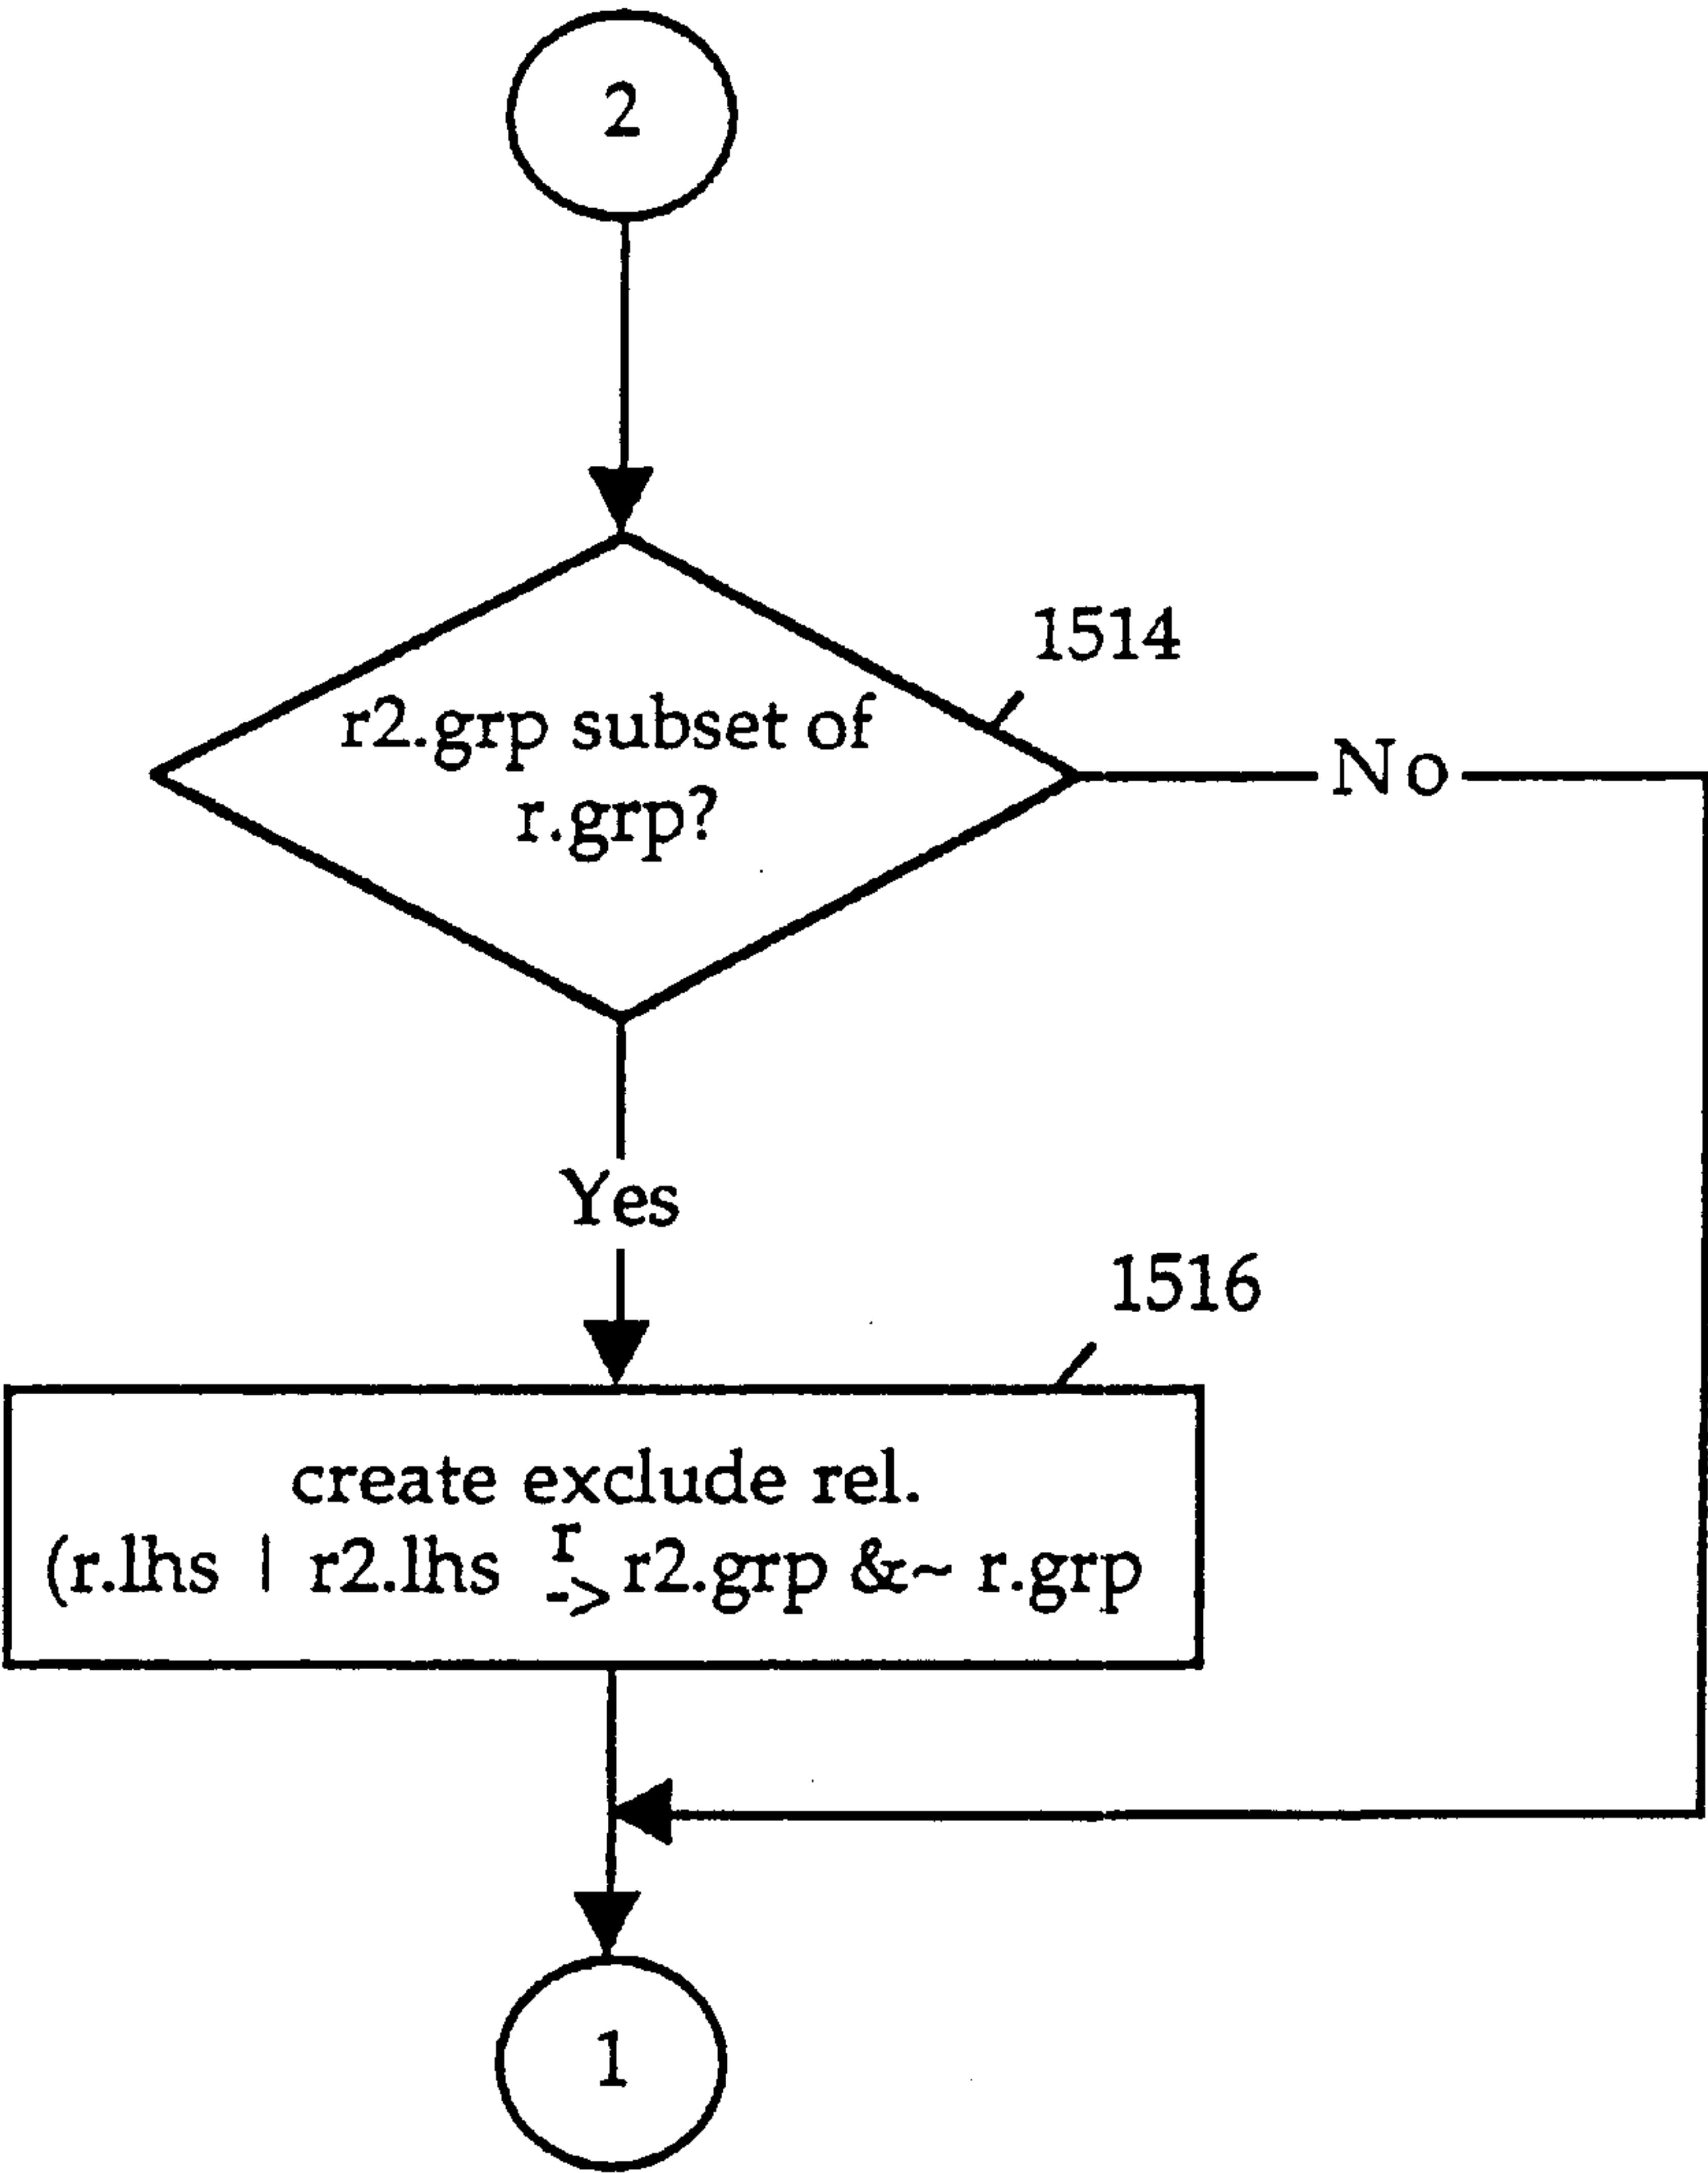 2
1514
r2.grp subset of
r.grp?
No
Yes
1516
create exclude rel.
r
(r.lhs | r2.lhs -> r2.grp &~ r.grp
1